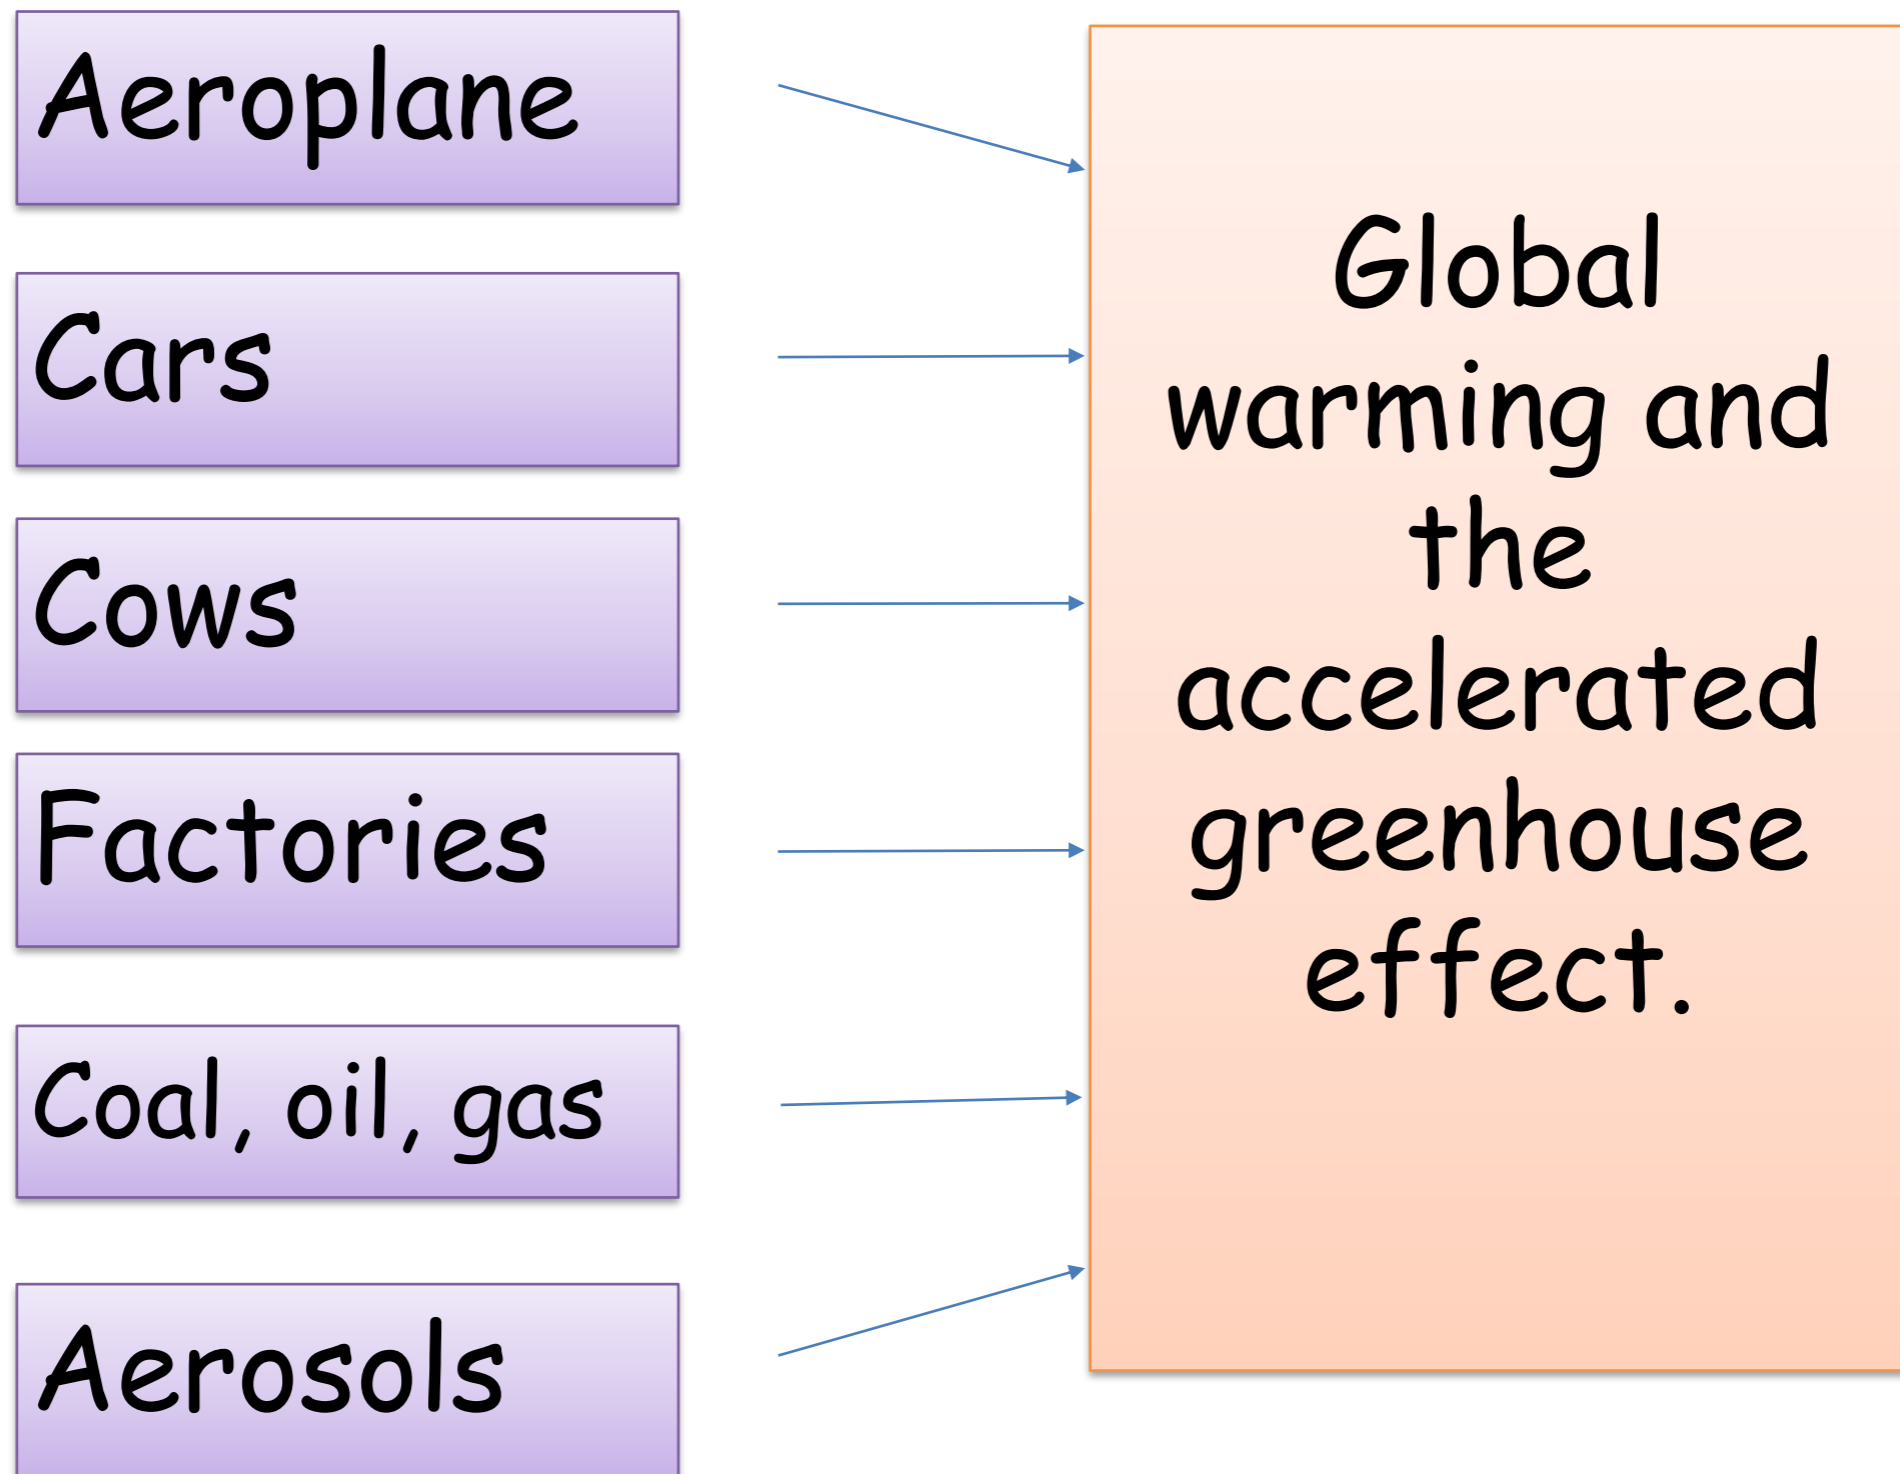 Aeroplane
Cars
Cows
Factories
Coal, oil, gas
Aerosols
Global
warming and
the
accelerated
greenhouse
effect.